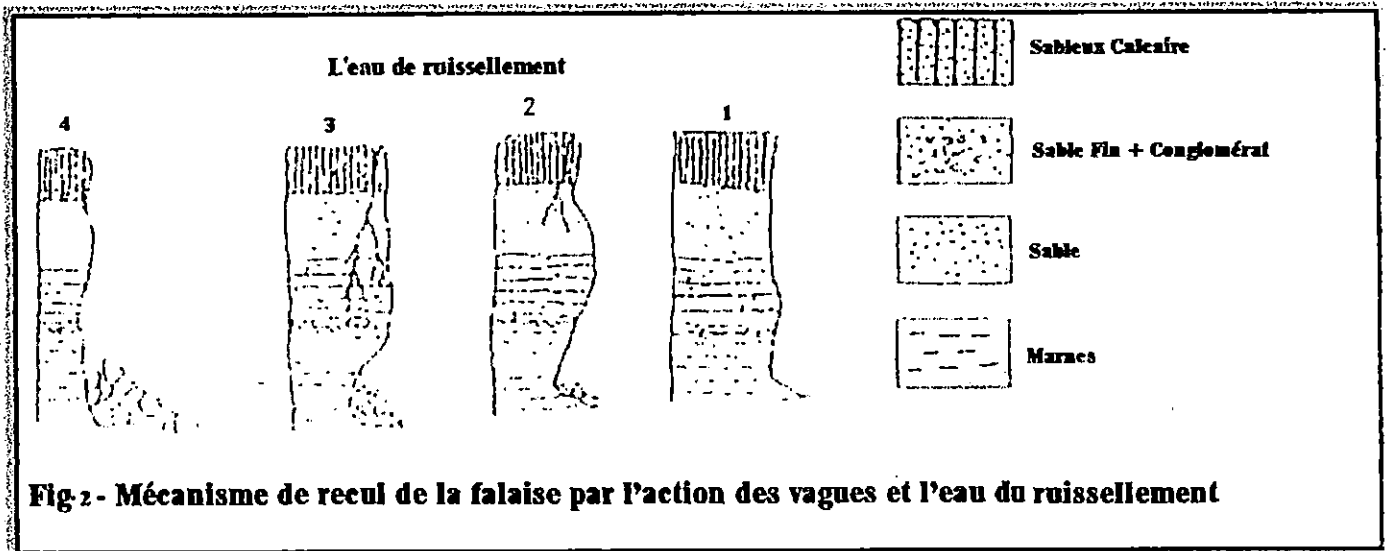 L'eau de ruissellement
4
3
2
1
Sableux Calcaire
Sable Fin + Conglomérat
Sable
Marnes
Fig-2- Mécanisme de recul de la falaise par l'action des vagues et l'eau du ruissellement